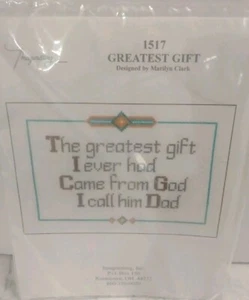 1517
GREATEST GIFT
Designed by Marilyn Clark
The greatest gift
I ever had
Came from God
I call him Dad